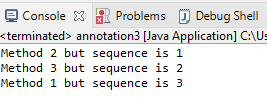 Console Problems Debug Shell
<terminated> annotation3 [Java Application] C:\Us
Method 2 but sequence is 1
Method 3 but sequence is 2
Method 1 but sequence is 3